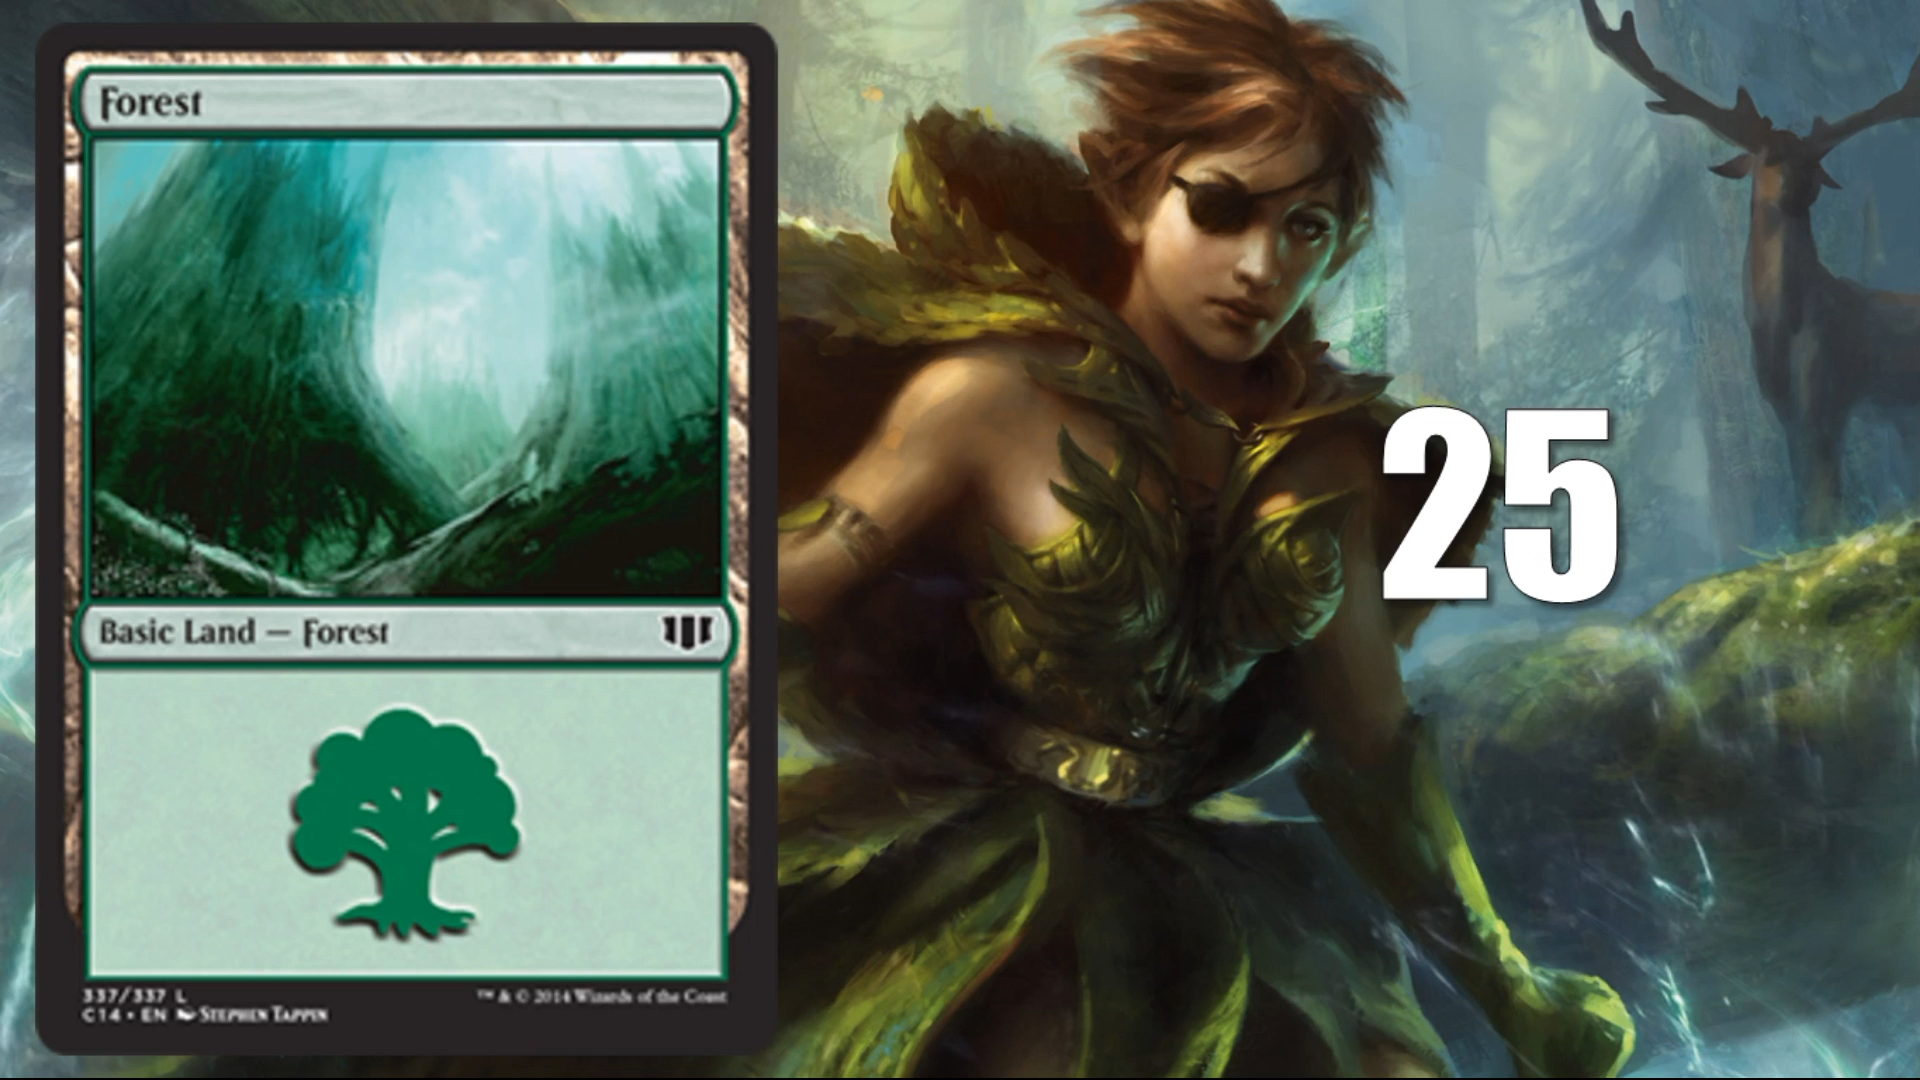 Forest
Basic Land — Forest
337/337 L
C14 • EN STEPHEN TAPPIN
™ & © 2014 Wizards of the Coast
25